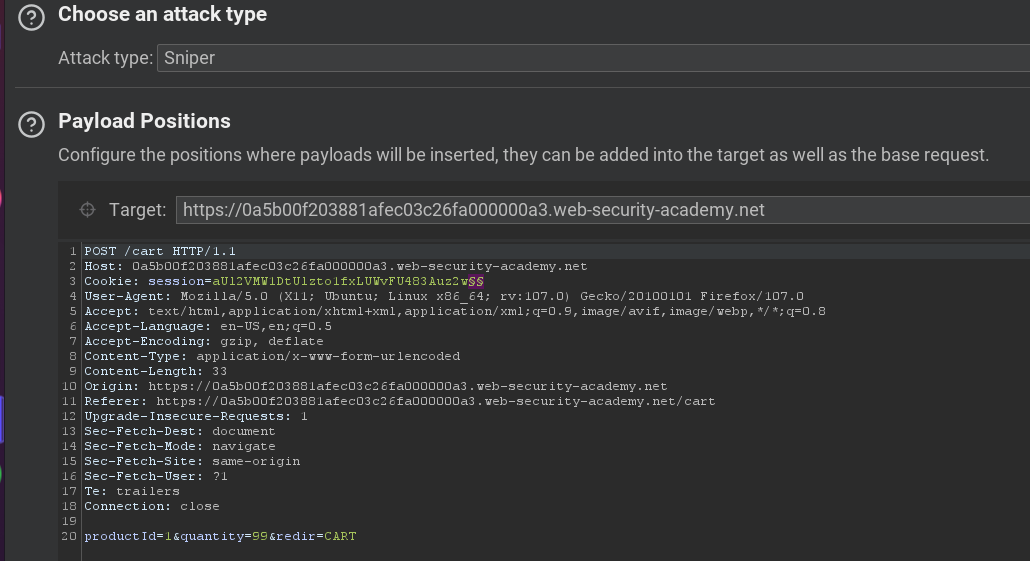 Choose an attack type
Attack type: Sniper
Payload Positions
Configure the positions where payloads will be inserted, they can be added into the target as well as the base request.
Target: https://0a5b00f203881afec03c26fa000000a3.web-security-academy.net
1 POST /cart HTTP/1.1
2 Host: 0a5b00f203881afec03c26fa000000a3.web-security-academy.net
3 Cookie: session=aUl2VMW1DtUlzto1fxLUWvFU483Auz2w§§
4 User-Agent: Mozilla/5.0 (X11; Ubuntu; Linux x86_64; rv:107.0) Gecko/20100101 Firefox/107.0
5 Accept: text/html,application/xhtml+xml,application/xml;q=0.9,image/avif,image/webp,*/*;q=0.8
6 Accept-Language: en-US,en;q=0.5
7 Accept-Encoding: gzip, deflate
8 Content-Type: application/x-www-form-urlencoded
9 Content-Length: 33
10 Origin: https://0a5b00f203881afec03c26fa000000a3.web-security-academy.net
11 Referer: https://0a5b00f203881afec03c26fa000000a3.web-security-academy.net/cart
12 Upgrade-Insecure-Requests: 1
13 Sec-Fetch-Dest: document
14 Sec-Fetch-Mode: navigate
15 Sec-Fetch-Site: same-origin
16 Sec-Fetch-User: ?1
17 Te: trailers
18 Connection: close
19
20 productId=1&quantity=99&redir=CART